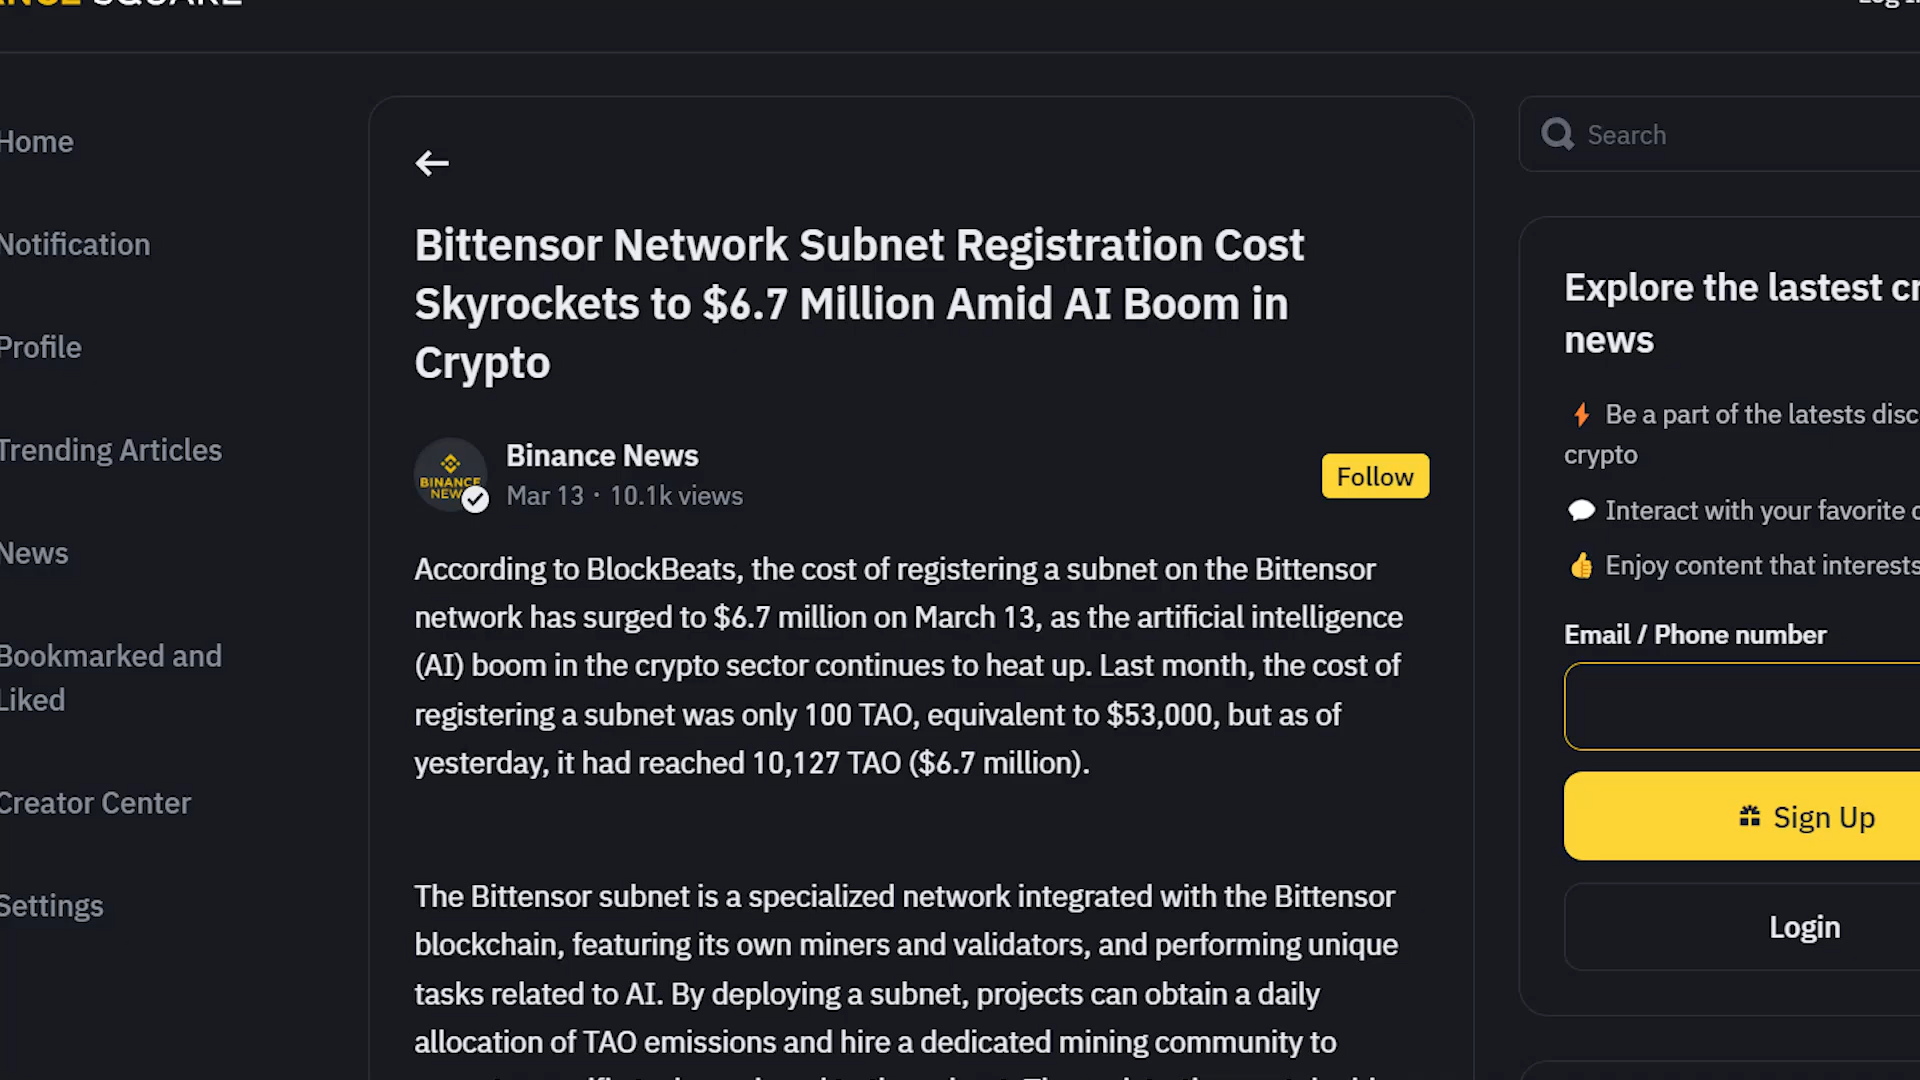 SQUARE
Home
Notification
Profile
Trending Articles
News
Bookmarked and
Liked
Creator Center
Settings
Bittensor Network Subnet Registration Cost
Skyrockets to $6.7 Million Amid AI Boom in
Crypto
BINANCE
NEWS
Binance News
Mar 13 · 10.1k views
Follow
According to BlockBeats, the cost of registering a subnet on the Bittensor
network has surged to $6.7 million on March 13, as the artificial intelligence
(AI) boom in the crypto sector continues to heat up. Last month, the cost of
registering a subnet was only 100 TAO, equivalent to $53,000, but as of
yesterday, it had reached 10,127 TAO ($6.7 million).
The Bittensor subnet is a specialized network integrated with the Bittensor
blockchain, featuring its own miners and validators, and performing unique
tasks related to AI. By deploying a subnet, projects can obtain a daily
allocation of TAO emissions and hire a dedicated mining community to
Log
Search
Explore the lastest
news
Be a part of the latests
crypto
Interact with your favorite
Enjoy content that interests
Email / Phone number
Sign Up
Login